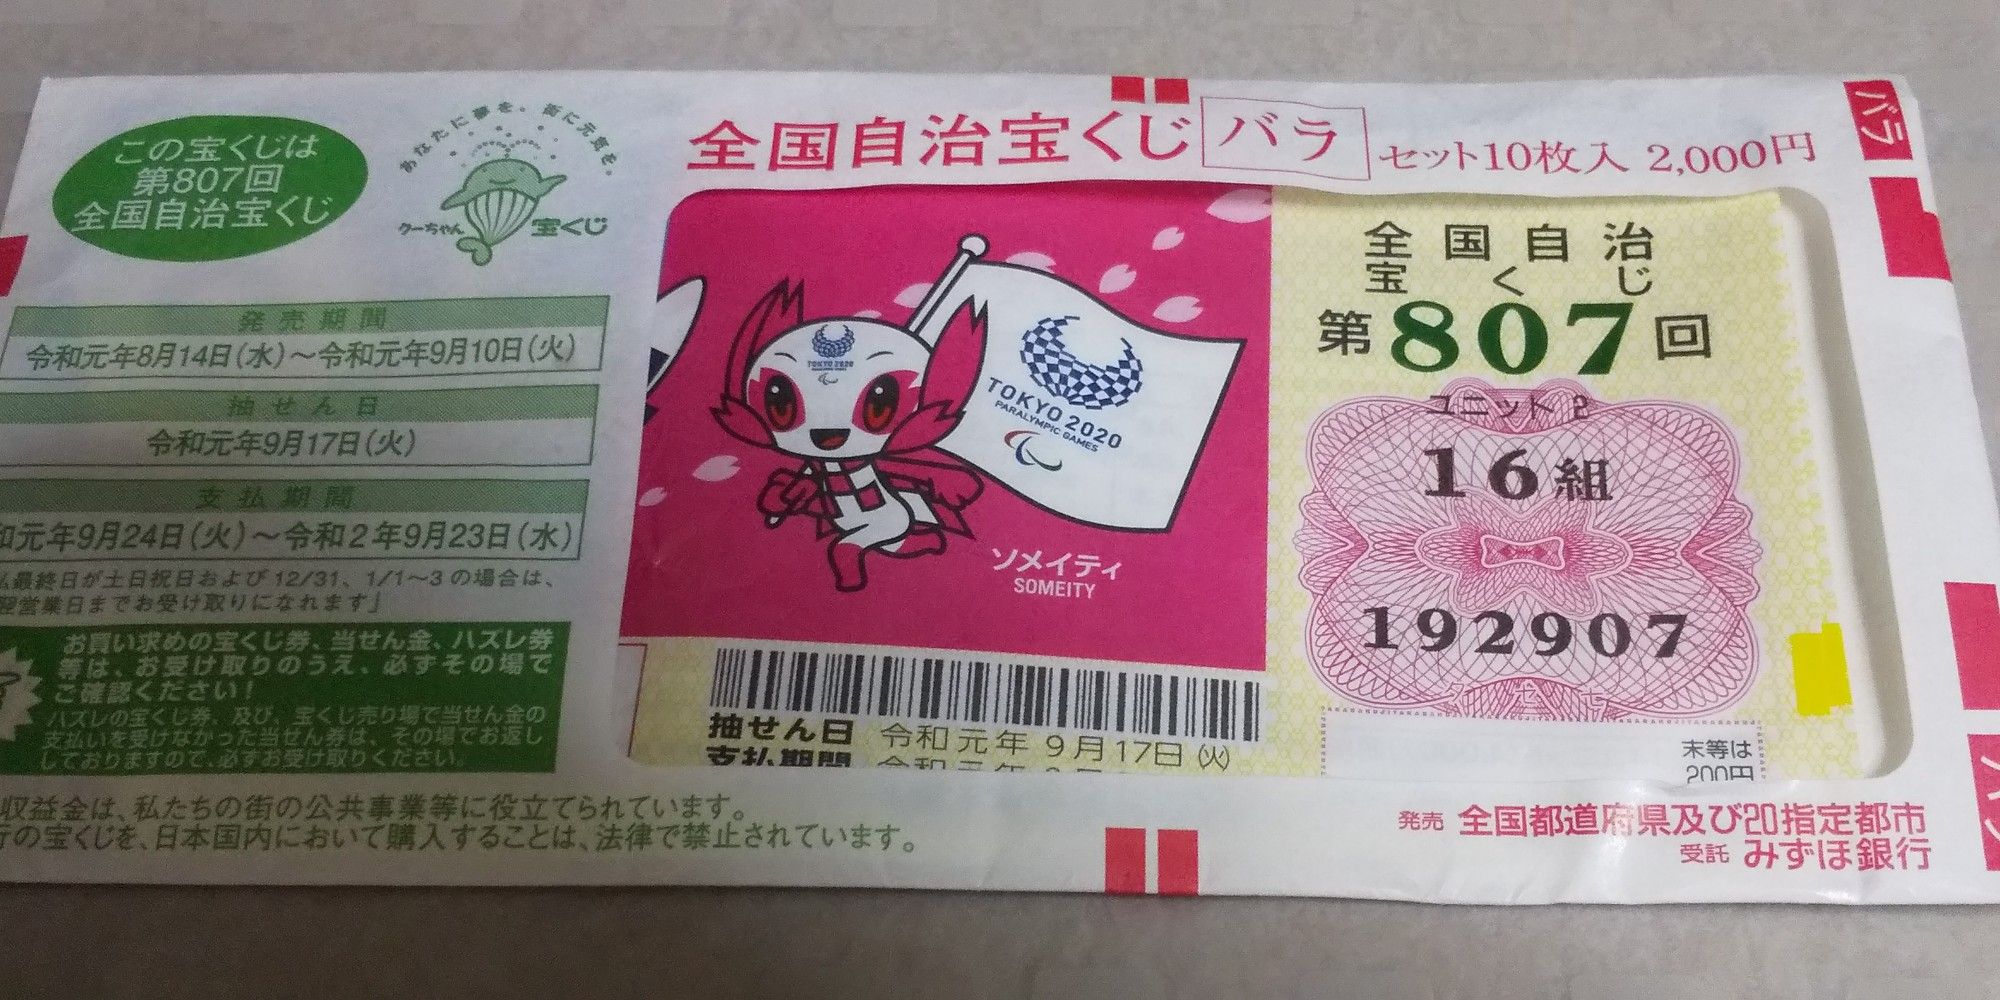 この宝くじは
第807回
全国自治宝くじ
あなたに夢を。街に元気を。
クーちゃん
宝くじ
発売期間
令和元年8月14日(水)～令和元年9月10日(火)
抽せん日
令和元年9月17日(火)
支払期間
元年9月24日(火)～令和2年9月23日(水)
最終日が土日祝日および12/31、1/1～3の場合は、
営業日までお受け取りになれます」
お買い求めの宝くじ券、当せん金、ハズレ券
等は、お受け取りのうえ、必ずその場で
ご確認ください!
ハズレの宝くじ券、及び、宝くじ売り場で当せん金の
支払いを受けなかった当せん券は、その場でお返し
しておりますので、必ずお受け取りください。
収益金は、私たちの街の公共事業等に役立てられています。
の宝くじを、日本国内において購入することは、法律で禁止されています。
全国自治宝くじ バラ セット10枚入 2,000円
TOKYO 2020
TOKYO 2020
PARALYMPIC GAMES
ソメイティ
SOMEITY
抽せん日 令和元年9月17日(火)
支払期間 令和元年
全国自治
宝くじ
第807回
ユニット 2
16組
192907
末等は
200円
発売 全国都道府県及び20指定都市
受託 みずほ銀行
バラ